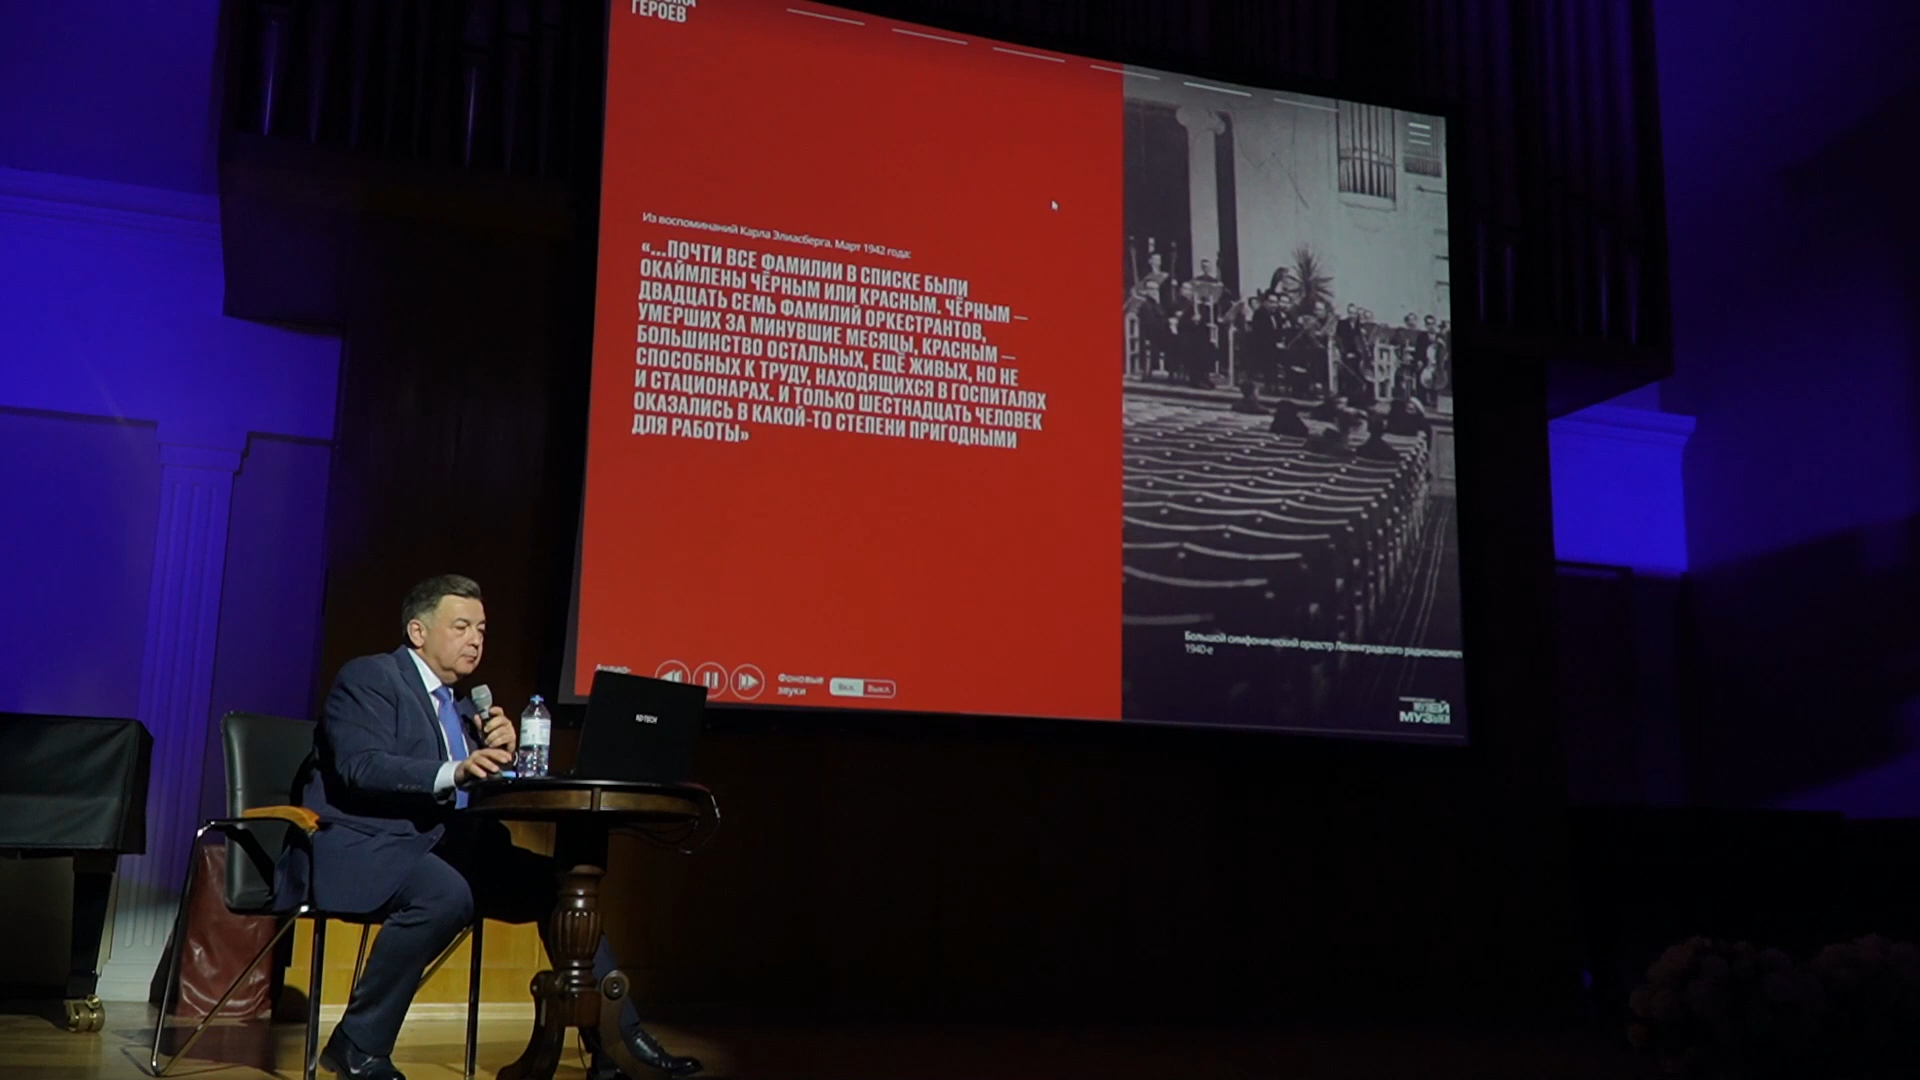 ГЕРОЕВ
Из воспоминаний Карла Элиасберга. Март 1942 года:
«...ПОЧТИ ВСЕ ФАМИЛИИ В СПИСКЕ БЫЛИ
ОКАЙМЛЕНЫ ЧЁРНЫМ ИЛИ КРАСНЫМ. ЧЁРНЫМ —
ДВАДЦАТЬ СЕМЬ ФАМИЛИЙ ОРКЕСТРАНТОВ,
УМЕРШИХ ЗА МИНУВШИЕ МЕСЯЦЫ, КРАСНЫМ —
БОЛЬШИНСТВО ОСТАЛЬНЫХ, ЕЩЁ ЖИВЫХ, НО НЕ
СПОСОБНЫХ К ТРУДУ, НАХОДЯЩИХСЯ В ГОСПИТАЛЯХ
И СТАЦИОНАРАХ. И ТОЛЬКО ШЕСТНАДЦАТЬ ЧЕЛОВЕК
ОКАЗАЛИСЬ В КАКОЙ-ТО СТЕПЕНИ ПРИГОДНЫМИ
ДЛЯ РАБОТЫ»
Большой симфонический оркестр Ленинградского
1940-е
Фоновые
звуки
Вкл.
Выкл.
МУЗЕЙ
МУЗЫКИ